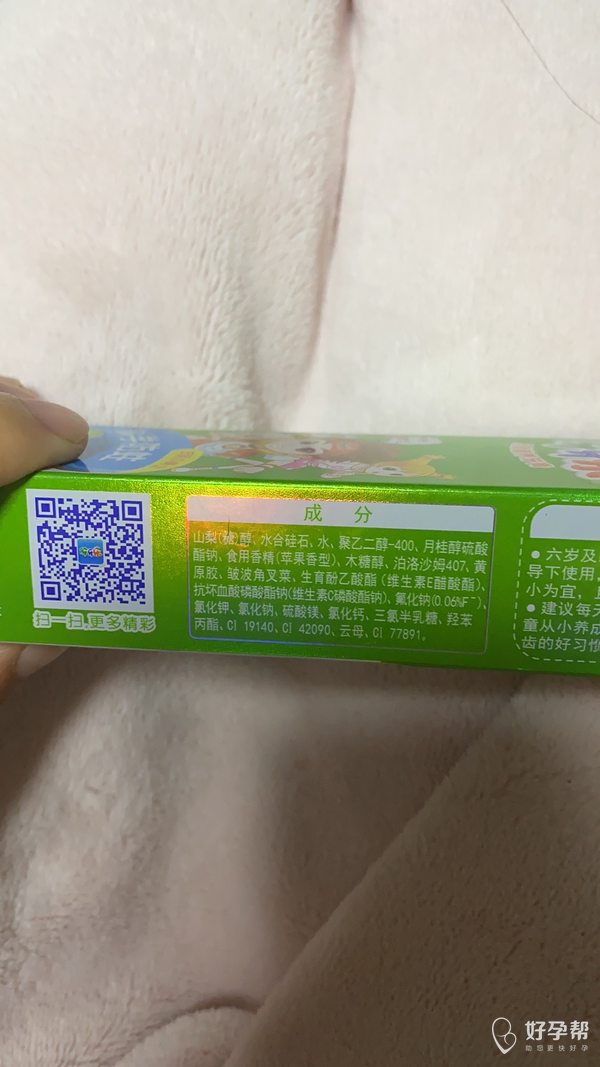 成 分
山梨(糖)醇、水合硅石、水、聚乙二醇-400、月桂醇硫酸
酯钠、食用香精(苹果香型)、木糖醇、泊洛沙姆407、黄
原胶、皱波角叉菜、生育酚乙酸酯（维生素E醋酸酯）、
抗坏血酸磷酸酯钠(维生素C磷酸酯钠)、氟化钠(0.06%F⁻)、
氯化钾、氯化钠、硫酸镁、氯化钙、三氯半乳糖、羟苯
丙酯、CI 19140、CI 42090、云母、CI 77891。
扫一扫,更多精彩
● 六岁及
导下使用,
小为宜，
● 建议每天
童从小养成
齿的好习惯
好孕帮
助您更快好孕